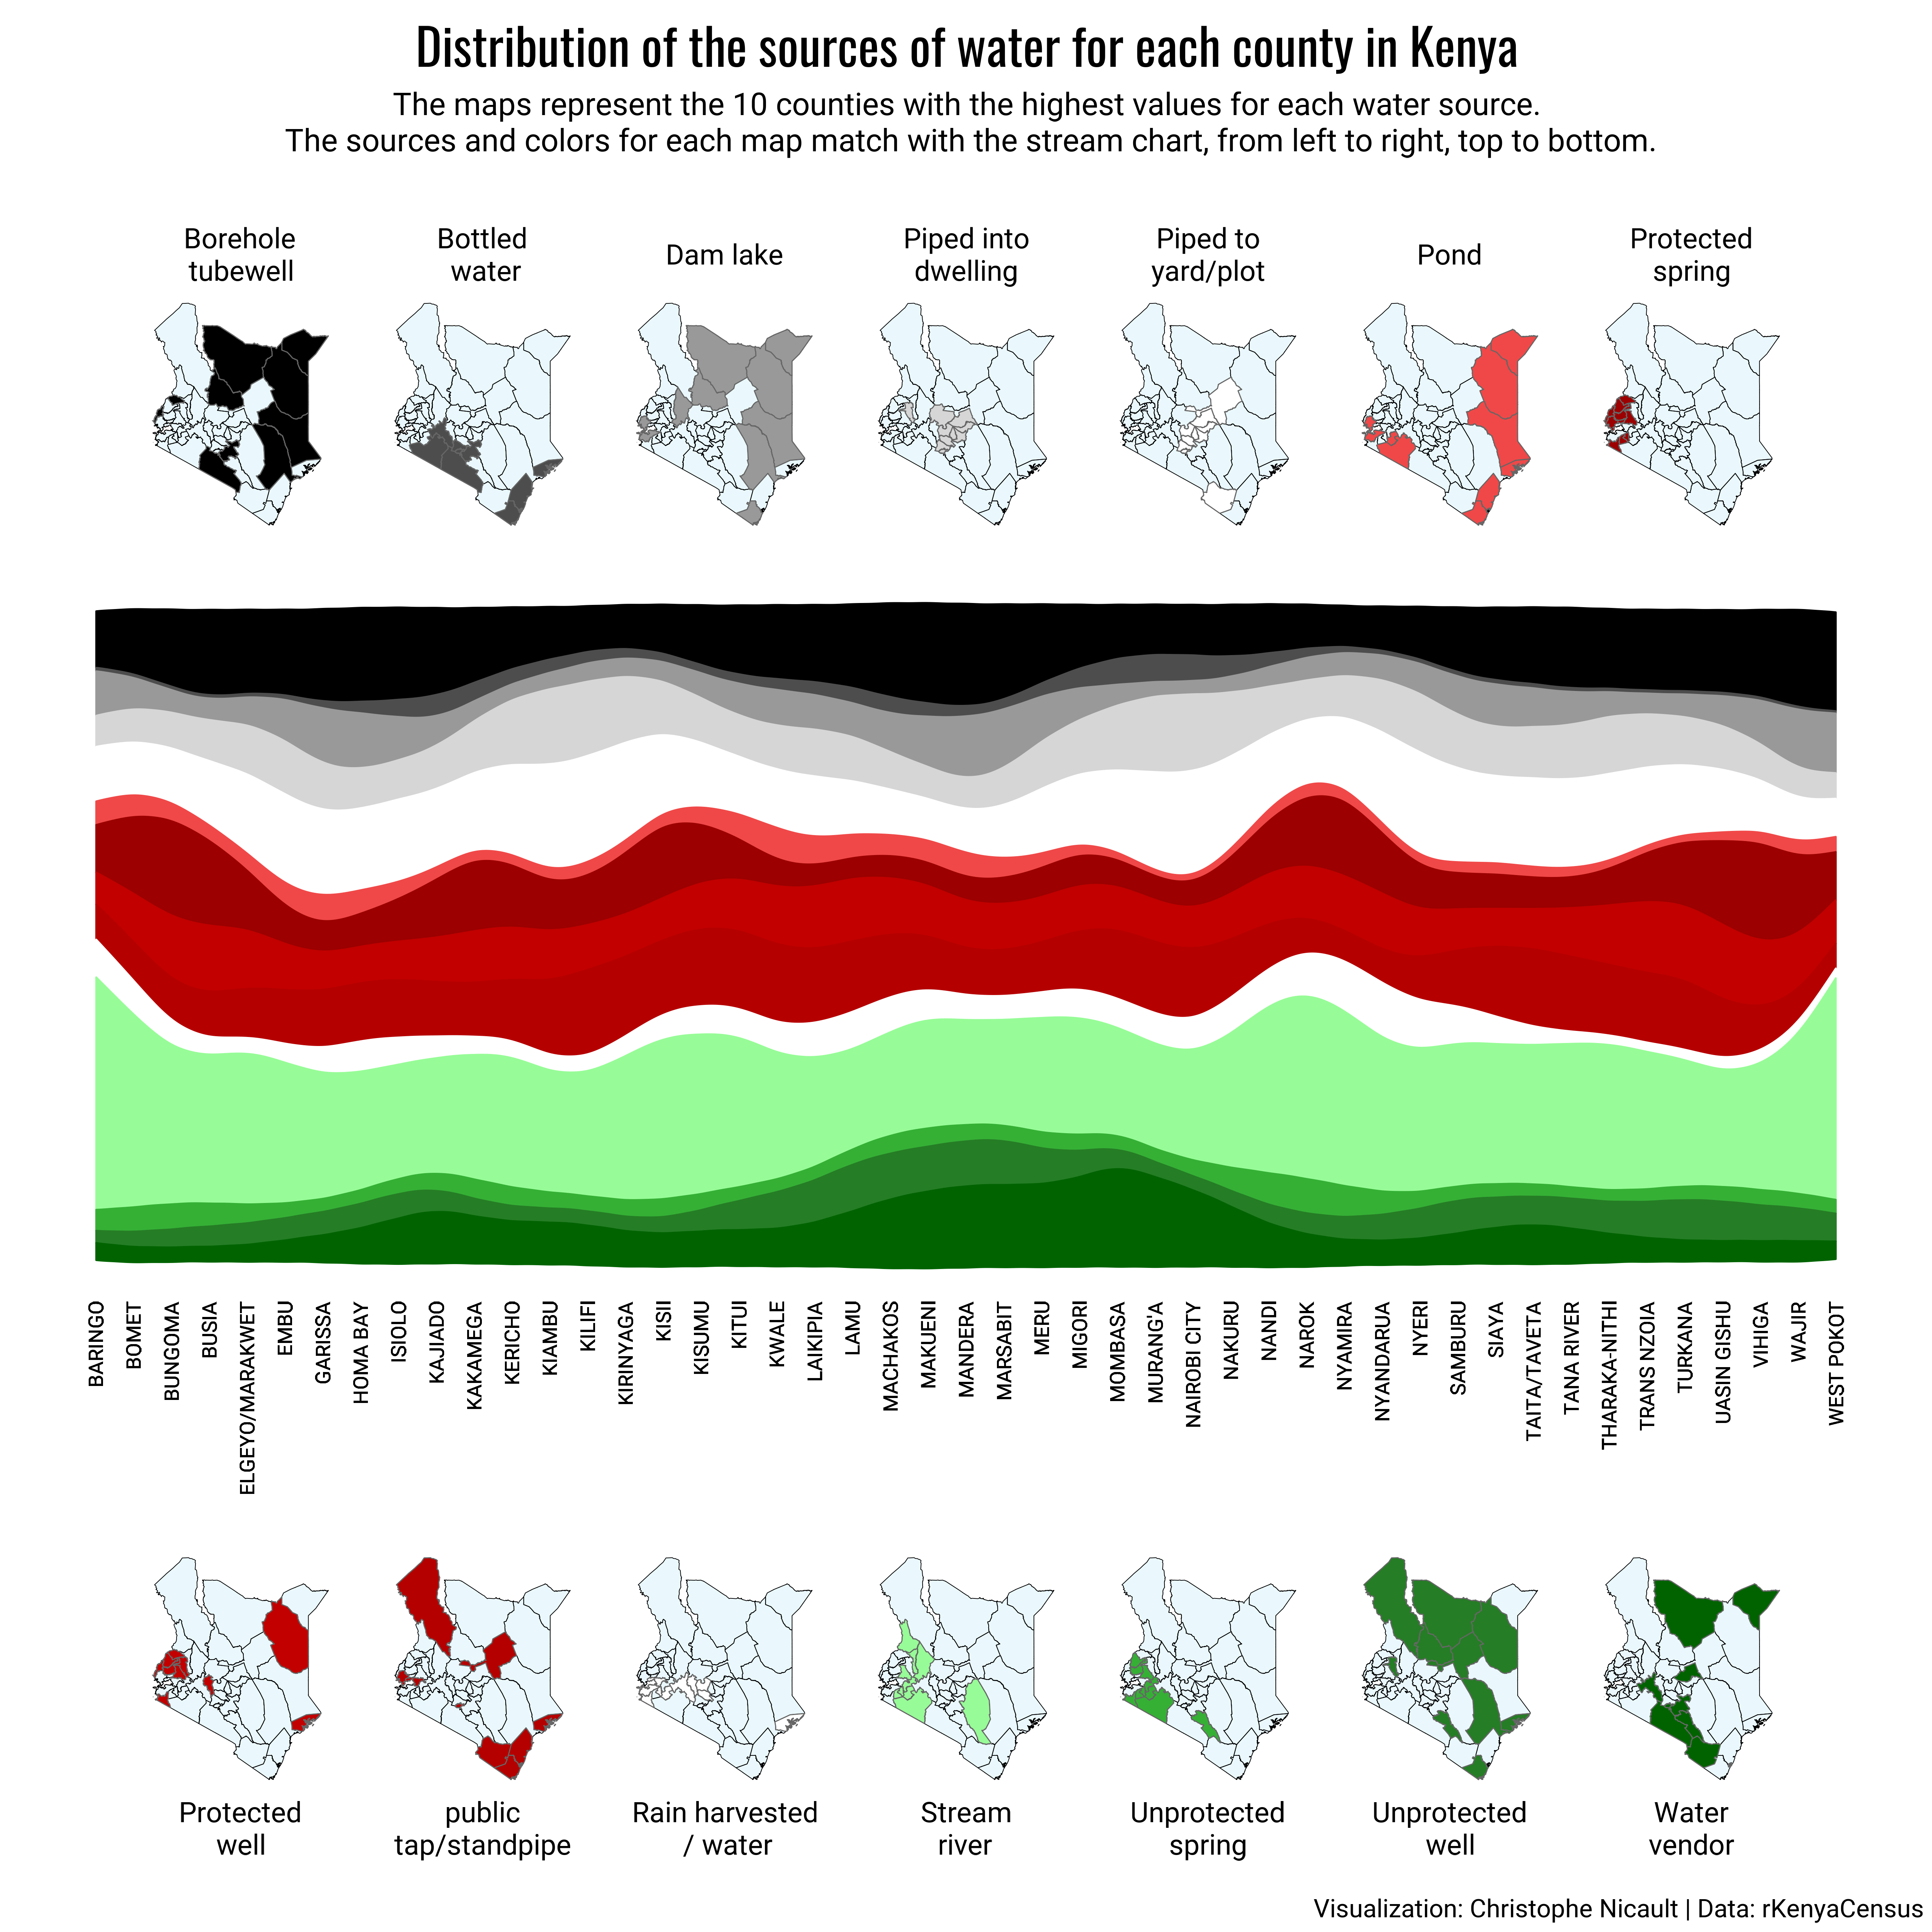 Distribution of the sources of water for each county in Kenya
The maps represent the 10 counties with the highest values for each water source.
The sources and colors for each map match with the stream chart, from left to right, top to bottom.
Borehole
tubewell
Bottled
water
Dam lake
Piped into
dwelling
Piped to
yard/plot
Pond
Protected
spring
BARINGO
BOMET
BUNGOMA
BUSIA
ELGEYO/MARAKWET
EMBU
GARISSA
HOMA BAY
ISIOLO
KAJIADO
KAKAMEGA
KERICHO
KIAMBU
KILIFI
KIRINYAGA
KISII
KISUMU
KITUI
KWALE
LAIKIPIA
LAMU
MACHAKOS
MAKUENI
MANDERA
MARSABIT
MERU
MIGORI
MOMBASA
MURANG'A
NAIROBI CITY
NAKURU
NANDI
NAROK
NYAMIRA
NYANDARUA
NYERI
SAMBURU
SIAYA
TAITA/TAVETA
TANA RIVER
THARAKA-NITHI
TRANS NZOIA
TURKANA
UASIN GISHU
VIHIGA
WAJIR
WEST POKOT
Protected
well
public
tap/standpipe
Rain harvested
/ water
Stream
river
Unprotected
spring
Unprotected
well
Water
vendor
Visualization: Christophe Nicault | Data: rKenyaCensus